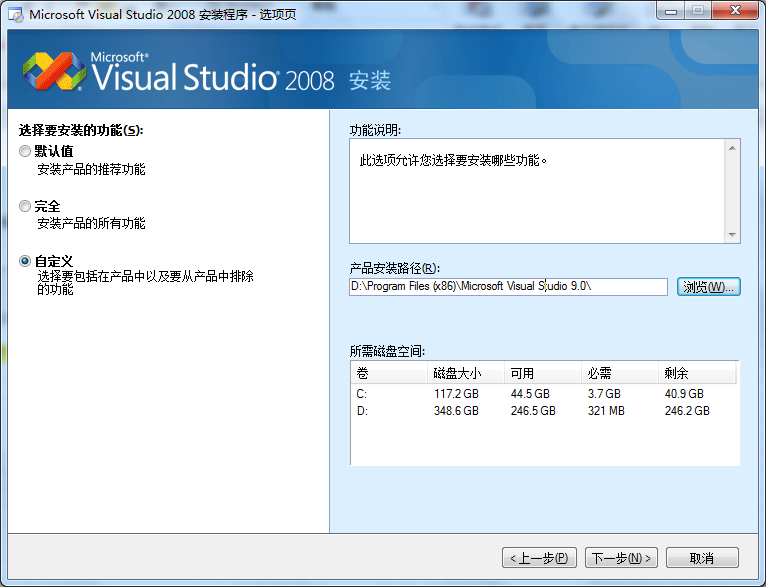 Microsoft Visual Studio 2008 安装程序 - 选项页
Microsoft®
Visual Studio® 2008 安装
选择要安装的功能(S):
默认值
安装产品的推荐功能
完全
安装产品的所有功能
自定义
选择要包括在产品中以及要从产品中排除
的功能
功能说明:
此选项允许您选择要安装哪些功能。
产品安装路径(R):
D:\Program Files (x86)\Microsoft Visual Studio 9.0\
浏览(W)...
所需磁盘空间:
卷 磁盘大小 可用 必需 剩余
C: 117.2 GB 44.5 GB 3.7 GB 40.9 GB
D: 348.6 GB 246.5 GB 321 MB 246.2 GB
< 上一步(P) 下一步(N) > 取消